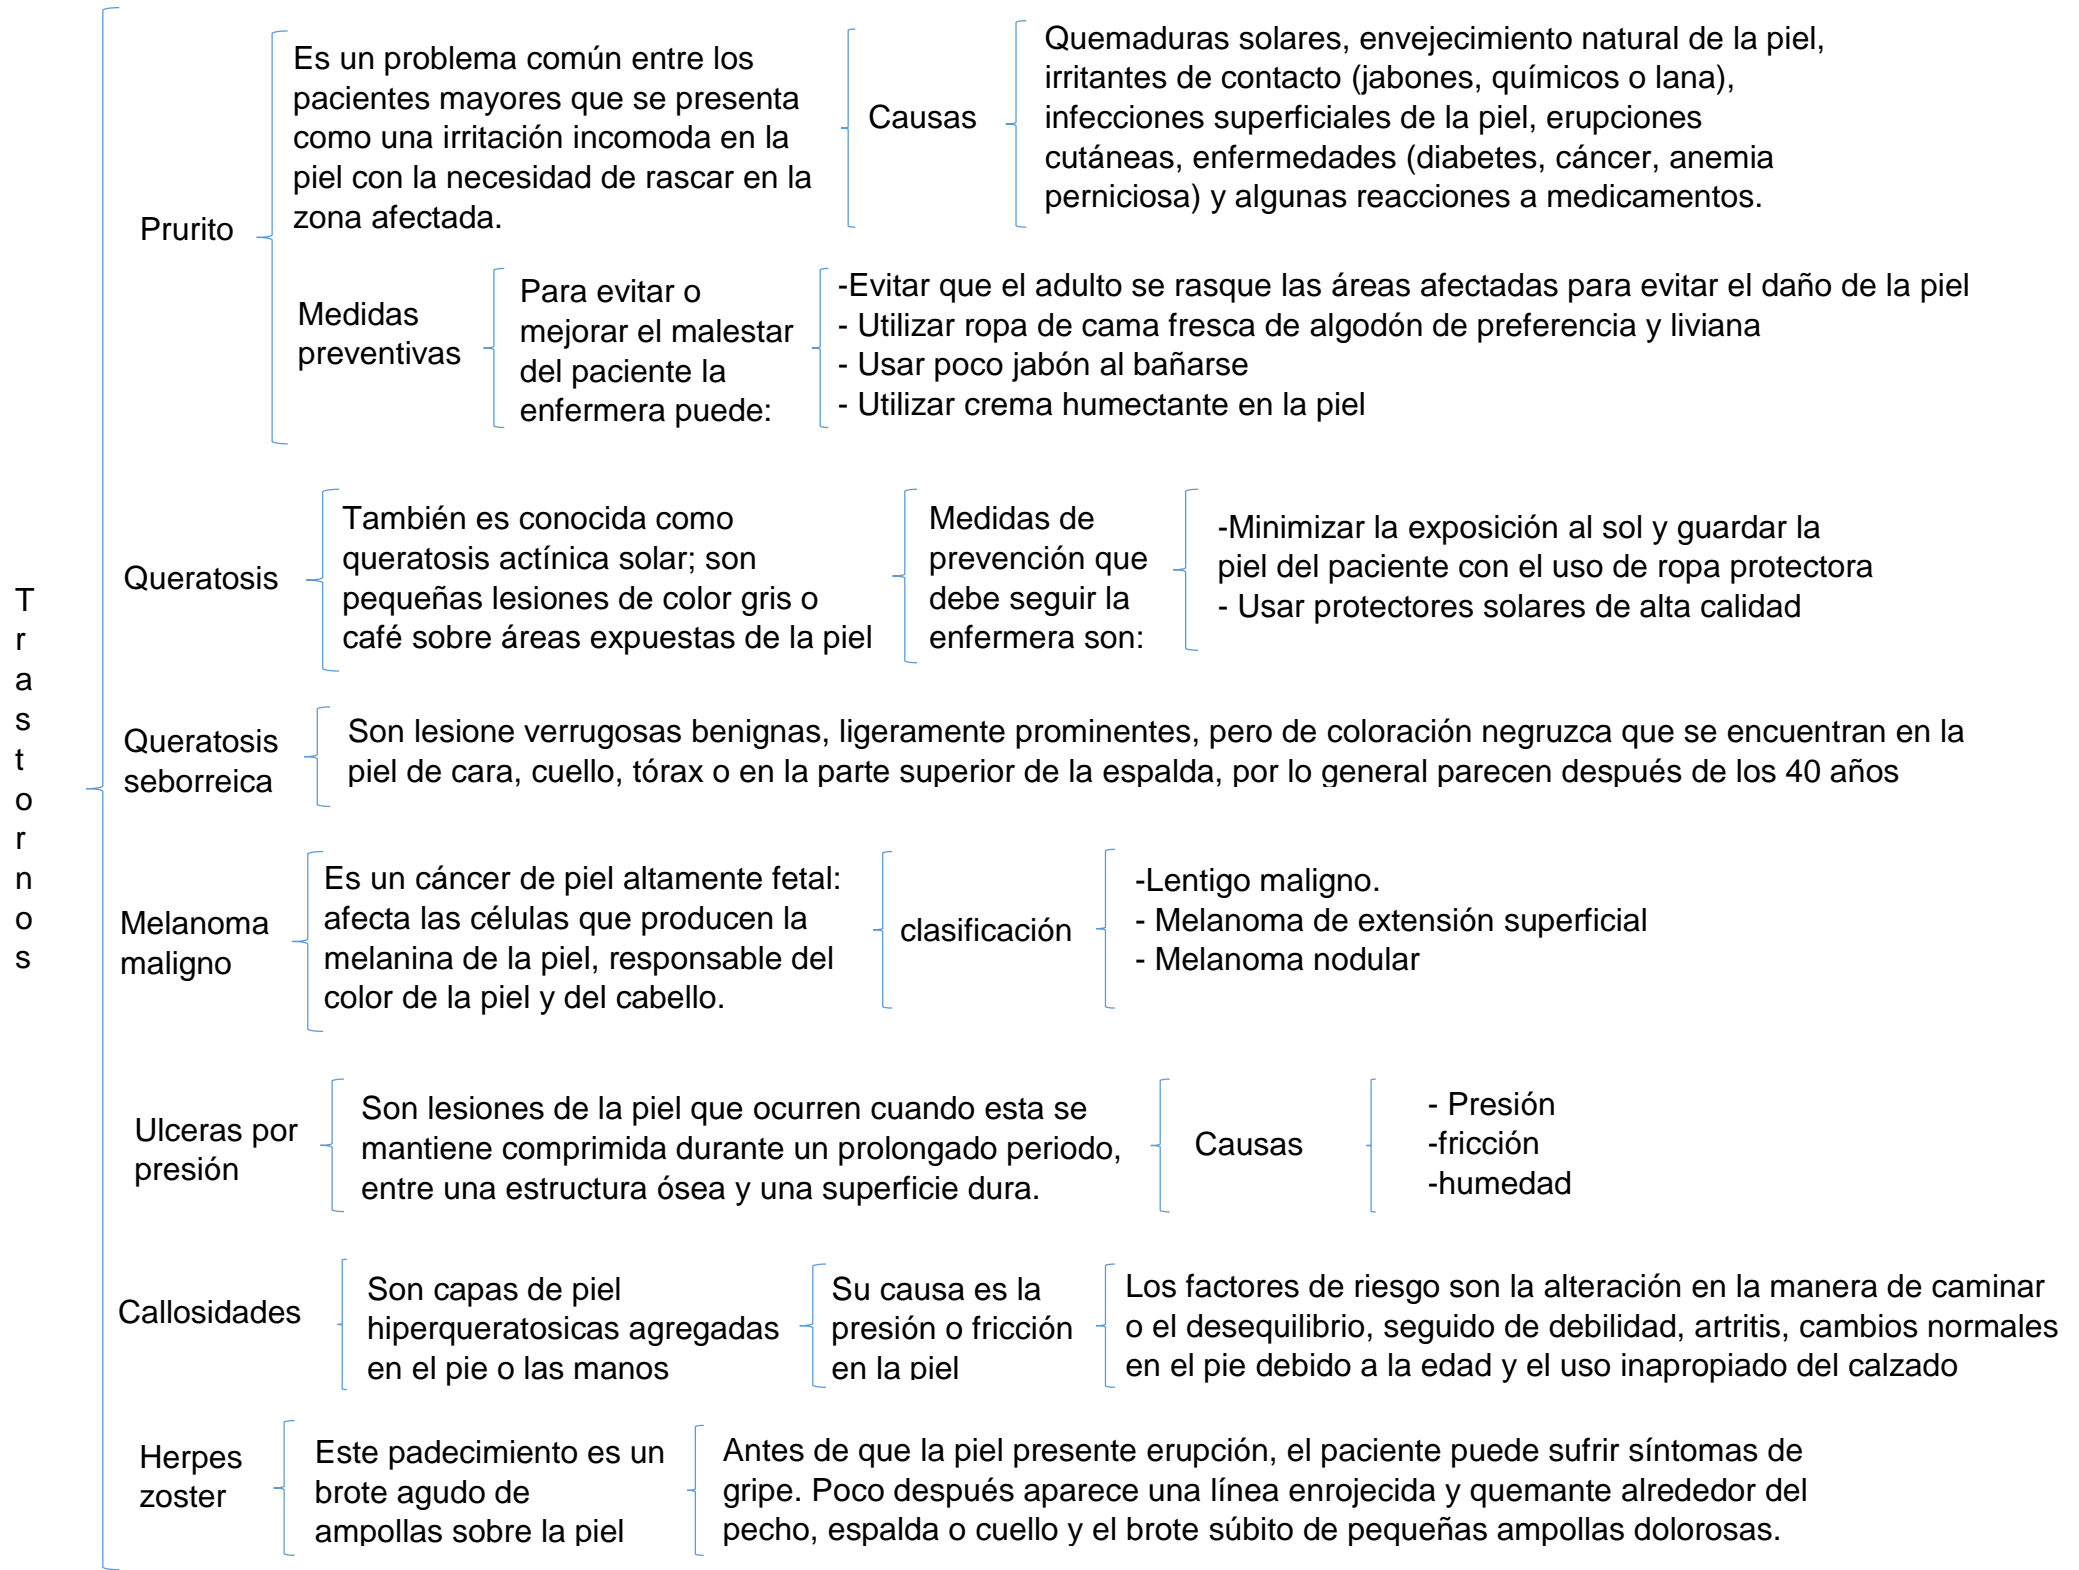 Trastornos
Prurito
Es un problema común entre los
pacientes mayores que se presenta
como una irritación incomoda en la
piel con la necesidad de rascar en la
zona afectada.
Causas
Quemaduras solares, envejecimiento natural de la piel,
irritantes de contacto (jabones, químicos o lana),
infecciones superficiales de la piel, erupciones
cutáneas, enfermedades (diabetes, cáncer, anemia
perniciosa) y algunas reacciones a medicamentos.
Medidas
preventivas
Para evitar o
mejorar el malestar
del paciente la
enfermera puede:
-Evitar que el adulto se rasque las áreas afectadas para evitar el daño de la piel
- Utilizar ropa de cama fresca de algodón de preferencia y liviana
- Usar poco jabón al bañarse
- Utilizar crema humectante en la piel
Queratosis
También es conocida como
queratosis actínica solar; son
pequeñas lesiones de color gris o
café sobre áreas expuestas de la piel
Medidas de
prevención que
debe seguir la
enfermera son:
-Minimizar la exposición al sol y guardar la
piel del paciente con el uso de ropa protectora
- Usar protectores solares de alta calidad
Queratosis
seborreica
Son lesione verrugosas benignas, ligeramente prominentes, pero de coloración negruzca que se encuentran en la
piel de cara, cuello, tórax o en la parte superior de la espalda, por lo general parecen después de los 40 años
Melanoma
maligno
Es un cáncer de piel altamente fetal:
afecta las células que producen la
melanina de la piel, responsable del
color de la piel y del cabello.
clasificación
-Lentigo maligno.
- Melanoma de extensión superficial
- Melanoma nodular
Ulceras por
presión
Son lesiones de la piel que ocurren cuando esta se
mantiene comprimida durante un prolongado periodo,
entre una estructura ósea y una superficie dura.
Causas
- Presión
-fricción
-humedad
Callosidades
Son capas de piel
hiperqueratosicas agregadas
en el pie o las manos
Su causa es la
presión o fricción
en la piel
Los factores de riesgo son la alteración en la manera de caminar
o el desequilibrio, seguido de debilidad, artritis, cambios normales
en el pie debido a la edad y el uso inapropiado del calzado
Herpes
zoster
Este padecimiento es un
brote agudo de
ampollas sobre la piel
Antes de que la piel presente erupción, el paciente puede sufrir síntomas de
gripe. Poco después aparece una línea enrojecida y quemante alrededor del
pecho, espalda o cuello y el brote súbito de pequeñas ampollas dolorosas.